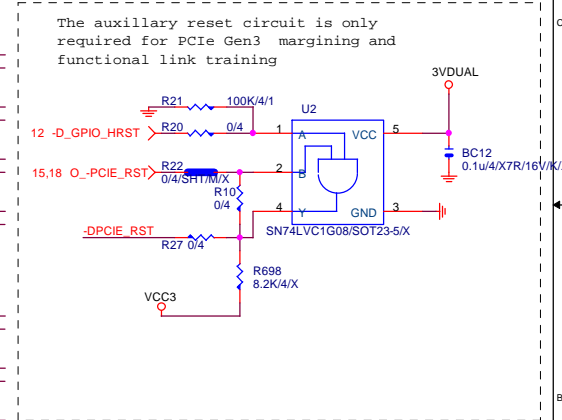 The auxillary reset circuit is only
required for PCIe Gen3 margining and
functional link training
3VDUAL
U2
R21 100K/4/1
12 -D_GPIO_HRST R20 0/4 1 A VCC 5
BC12
0.1u/4/X7R/16V/K/
15,18 O_-PCIE_RST R22 2 B
0/4/SHT/M/X
R10
0/4
4 Y GND 3
-DPCIE_RST
R27 0/4
SN74LVC1G08/SOT23-5/X
R698
8.2K/4/X
VCC3
B